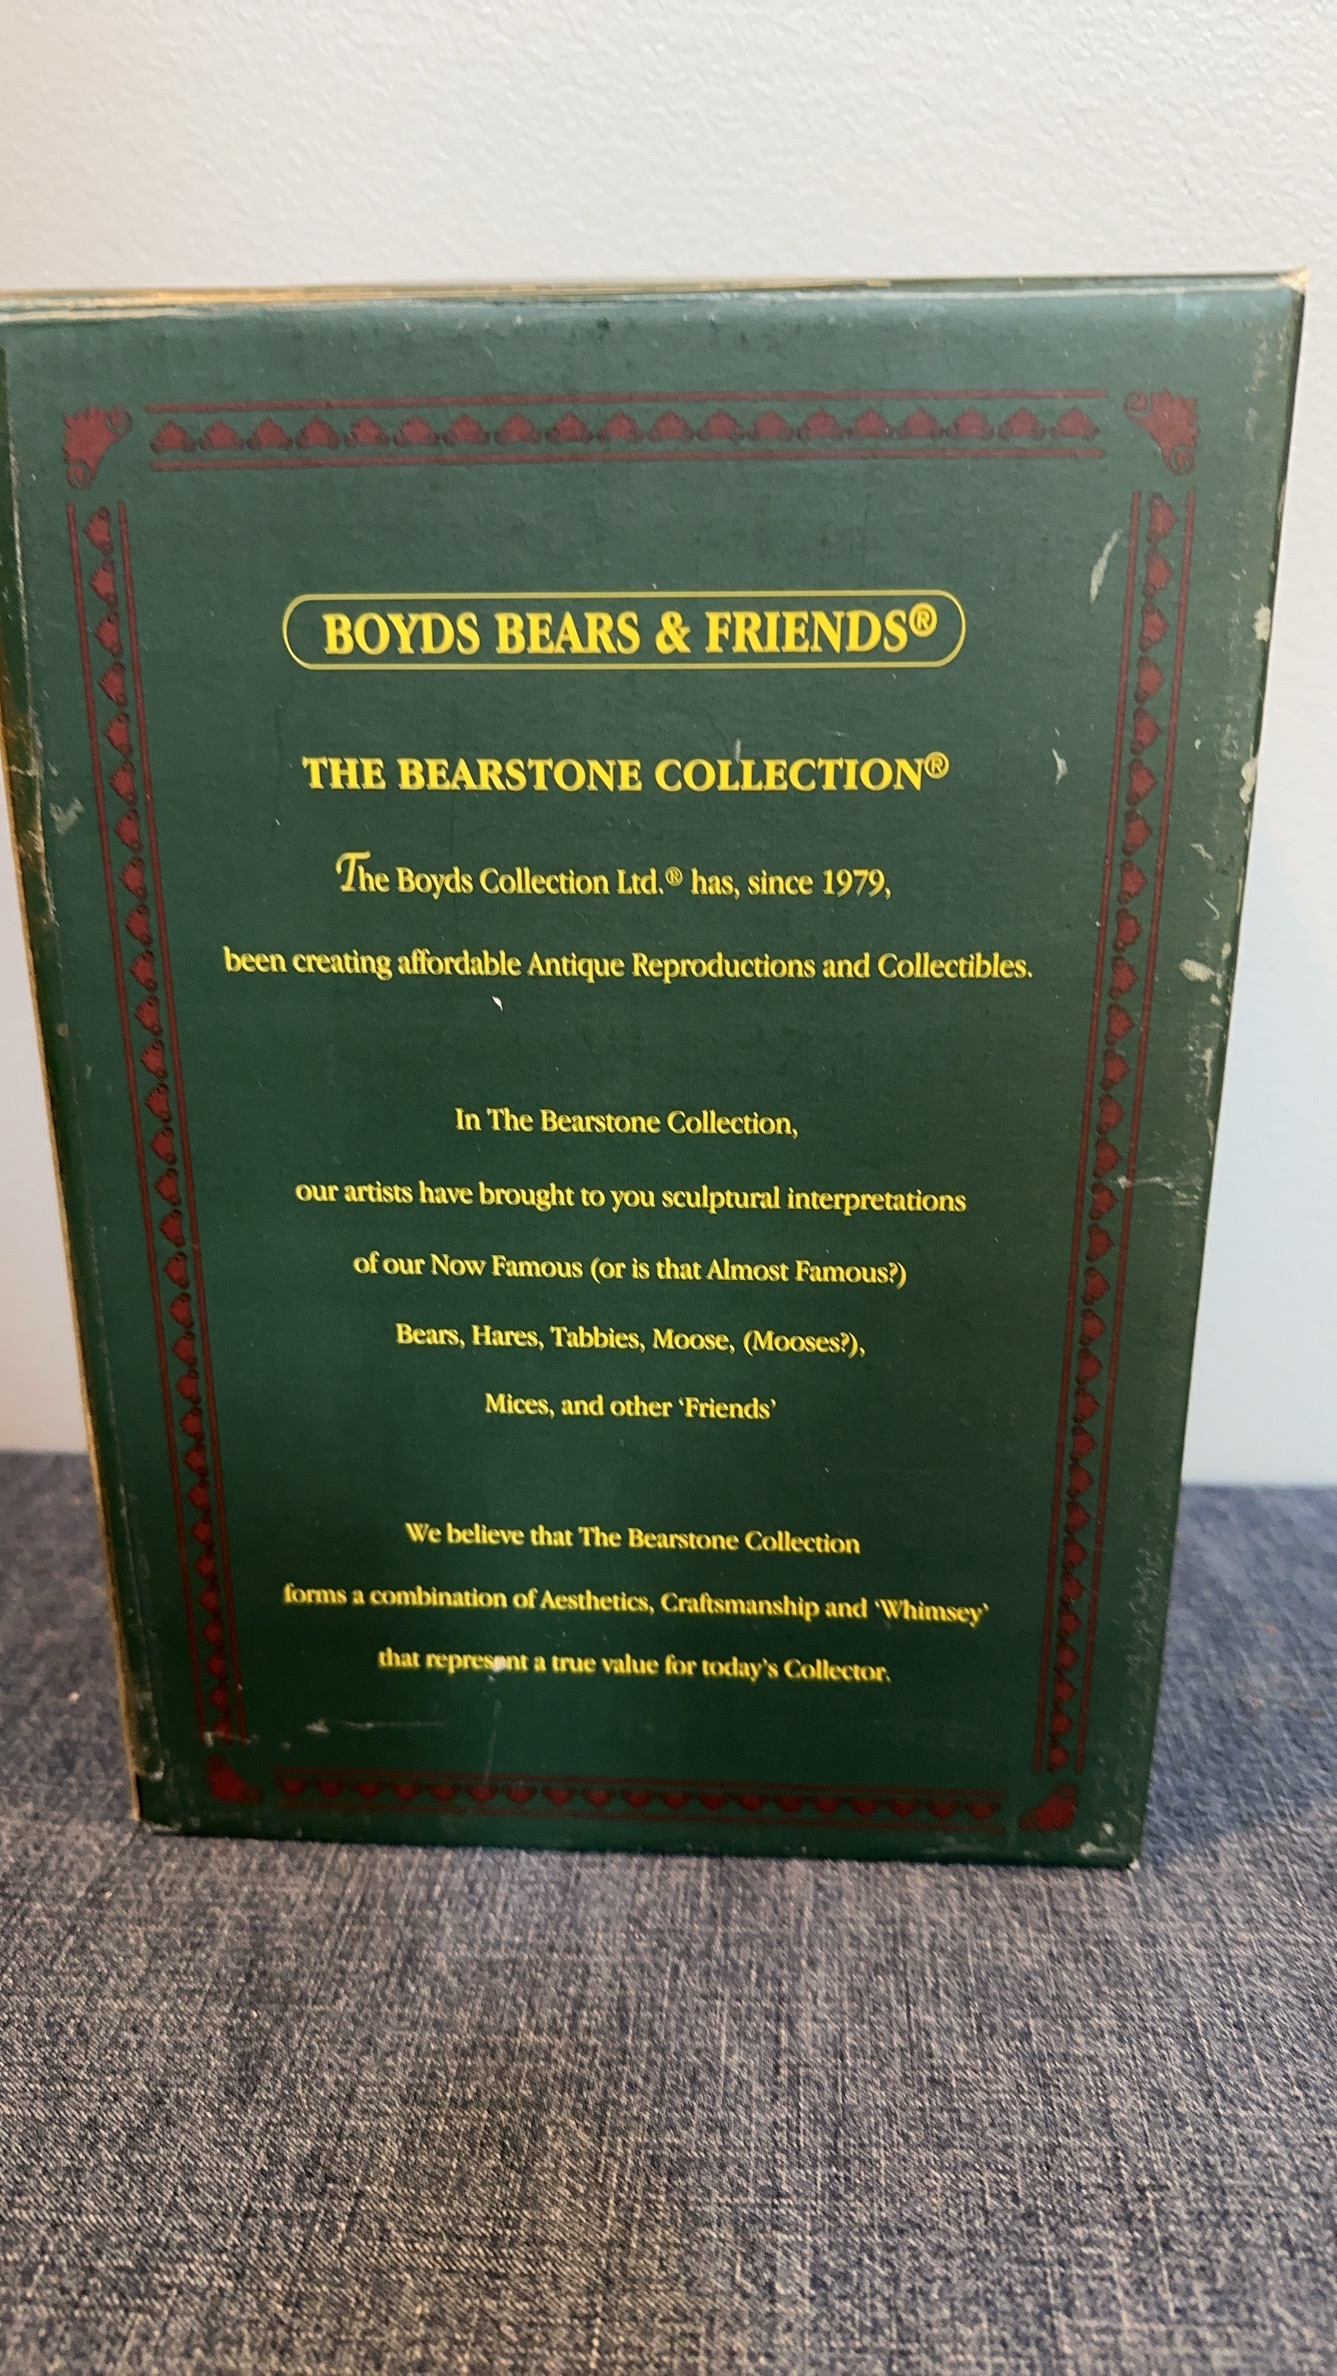 BOYDS BEARS & FRIENDS®
THE BEARSTONE COLLECTION®
The Boyds Collection Ltd.® has, since 1979,
been creating affordable Antique Reproductions and Collectibles.
In The Bearstone Collection,
our artists have brought to you sculptural interpretations
of our Now Famous (or is that Almost Famous?)
Bears, Hares, Tabbies, Moose, (Mooses?),
Mices, and other ‘Friends’
We believe that The Bearstone Collection
forms a combination of Aesthetics, Craftsmanship and ‘Whimsey’
that represent a true value for today’s Collector.